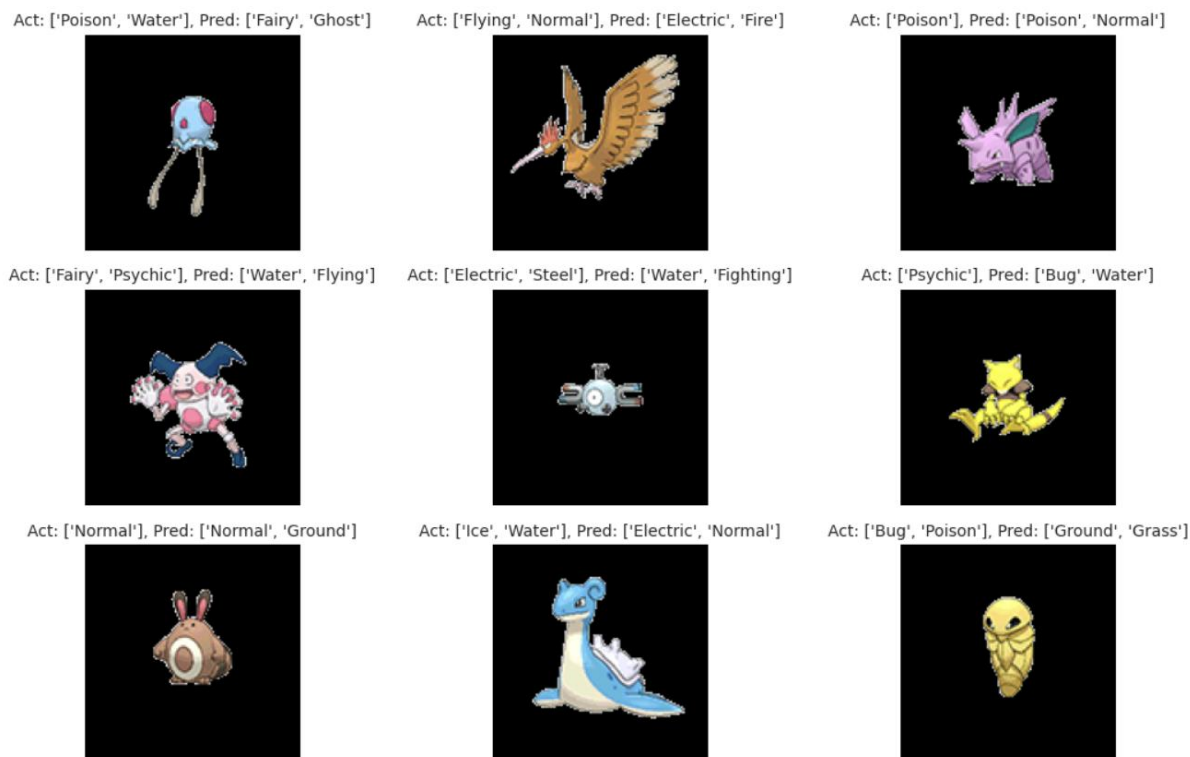 Act: ['Poison', 'Water'], Pred: ['Fairy', 'Ghost']
Act: ['Flying', 'Normal'], Pred: ['Electric', 'Fire']
Act: ['Poison'], Pred: ['Poison', 'Normal']
Act: ['Fairy', 'Psychic'], Pred: ['Water', 'Flying']
Act: ['Electric', 'Steel'], Pred: ['Water', 'Fighting']
Act: ['Psychic'], Pred: ['Bug', 'Water']
Act: ['Normal'], Pred: ['Normal', 'Ground']
Act: ['Ice', 'Water'], Pred: ['Electric', 'Normal']
Act: ['Bug', 'Poison'], Pred: ['Ground', 'Grass']